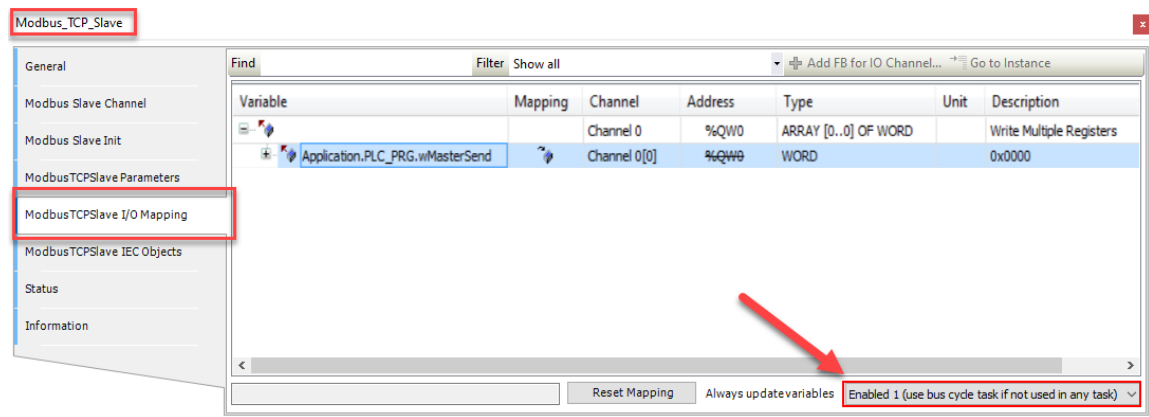 Modbus_TCP_Slave
x
General
Modbus Slave Channel
Modbus Slave Init
ModbusTCPSlave Parameters
ModbusTCPSlave I/O Mapping
ModbusTCPSlave IEC Objects
Status
Information
Find Filter Show all Add FB for IO Channel... Go to Instance
Variable Mapping Channel Address Type Unit Description
Channel 0 %QW0 ARRAY [0..0] OF WORD Write Multiple Registers
Application.PLC_PRG.wMasterSend Channel 0[0] %QW0 WORD 0x0000
Reset Mapping Always update variables Enabled 1 (use bus cycle task if not used in any task)